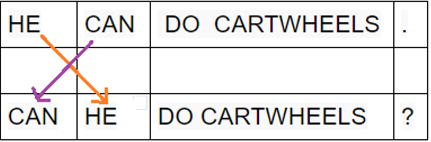 HE CAN DO CARTWHEELS .
CAN HE DO CARTWHEELS ?